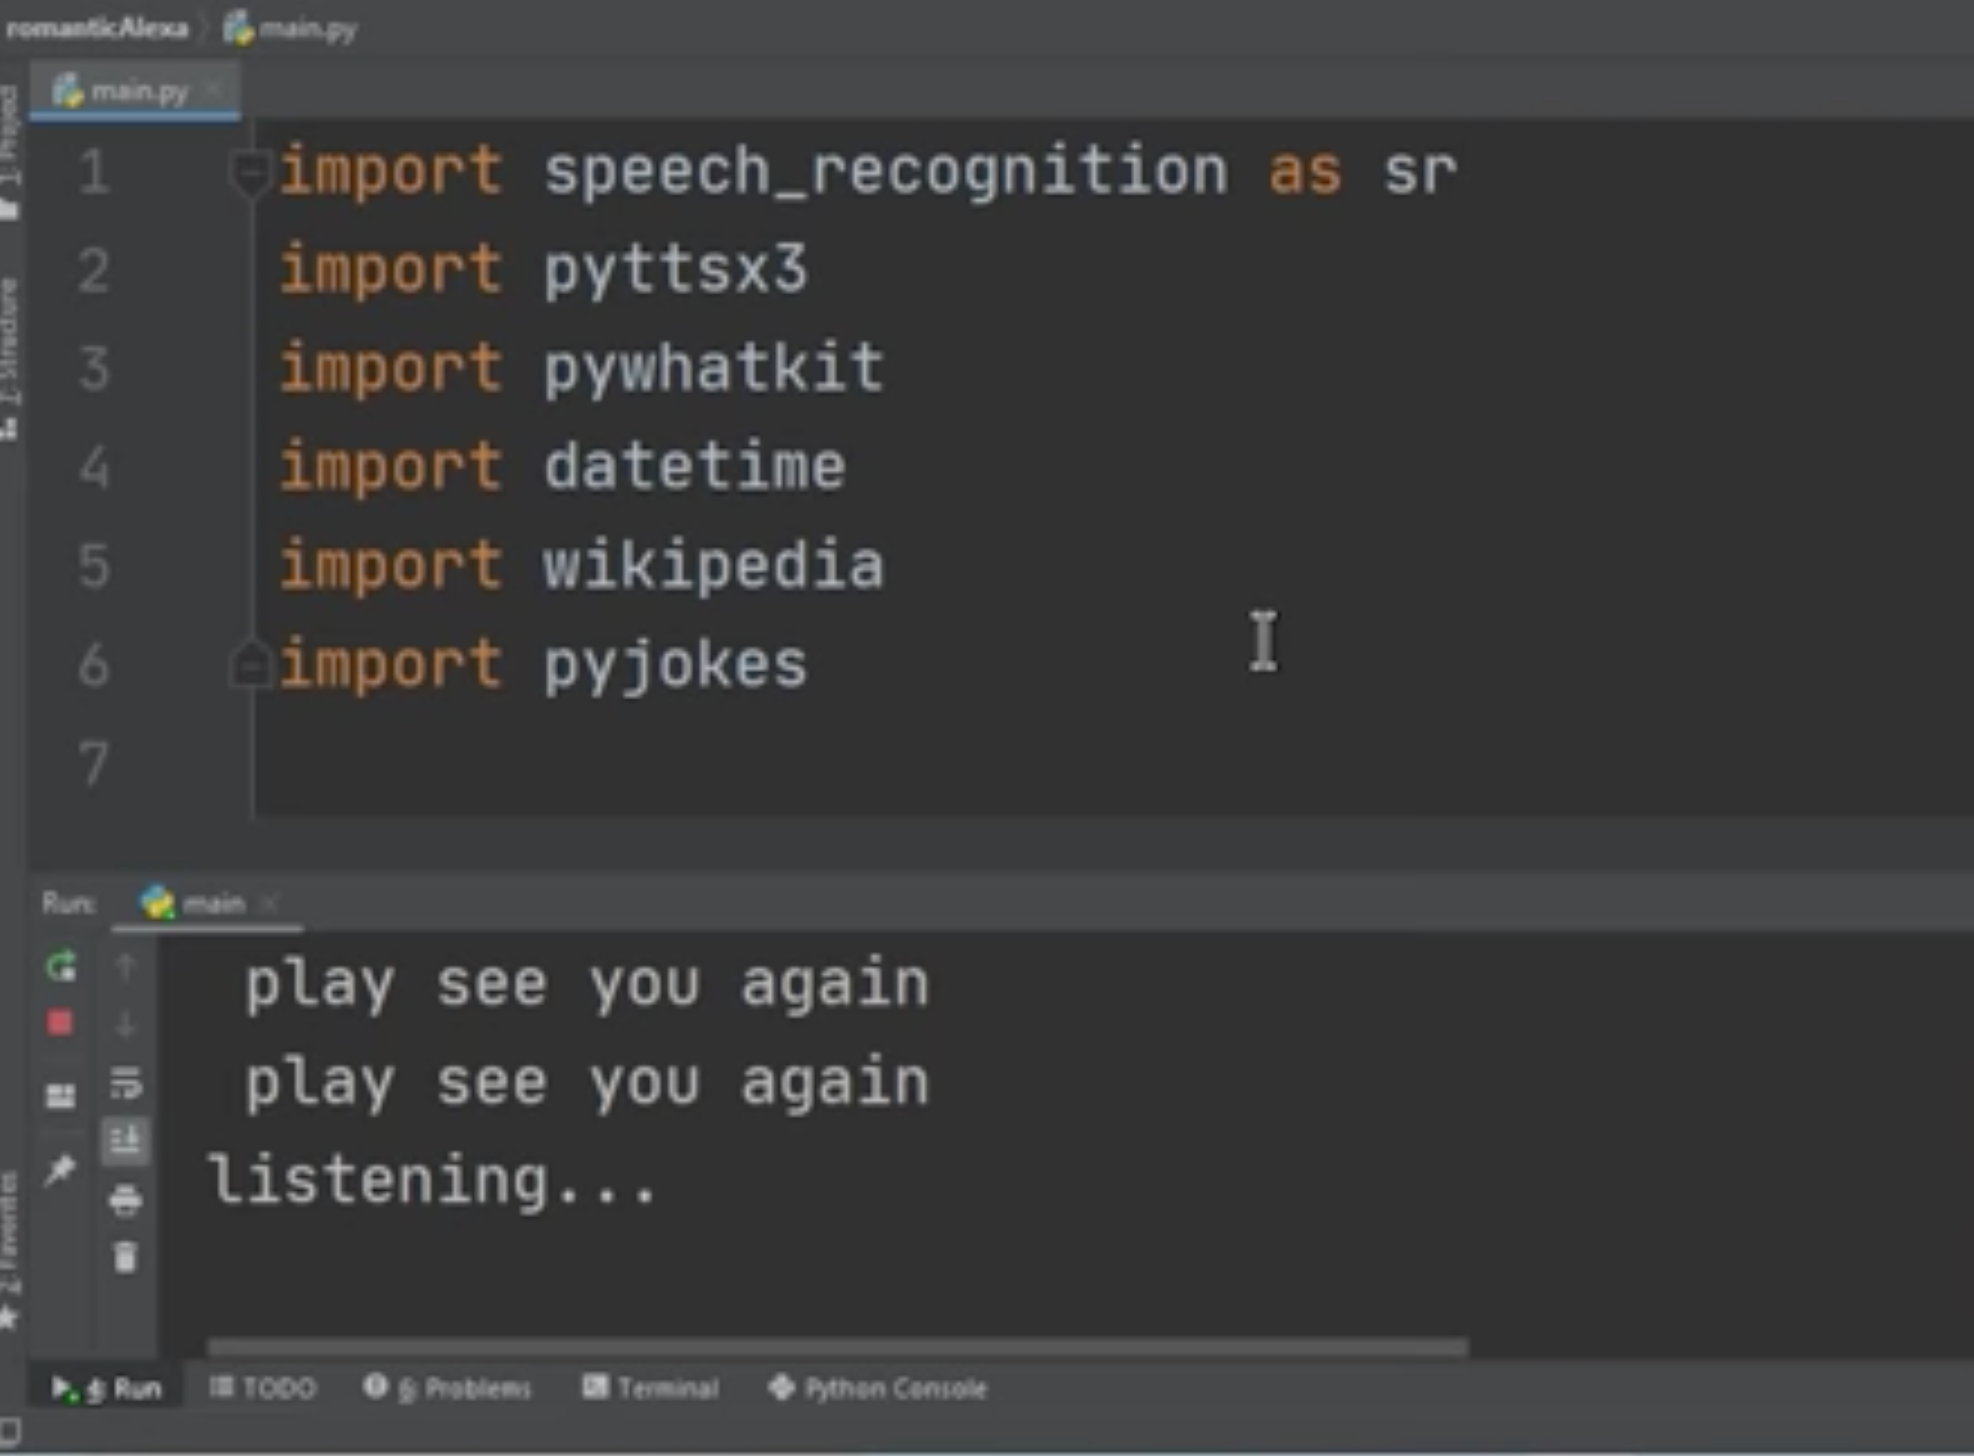 romanticAlexa main.py
main.py
1: Project
7: Structure
1 import speech_recognition as sr
2 import pyttsx3
3 import pywhatkit
4 import datetime
5 import wikipedia
6 import pyjokes
7
Run: main
play see you again
play see you again
listening...
2: Favorites
4: Run TODO 6: Problems Terminal Python Console